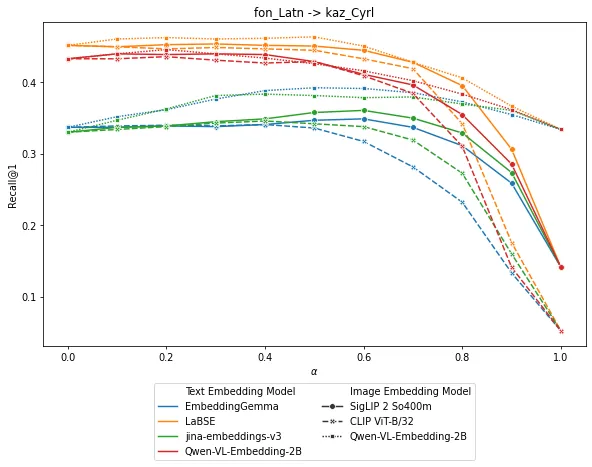 fon_Latn -> kaz_Cyrl
Recall@1
0.4
0.3
0.2
0.1
0.0 0.2 0.4 0.6 0.8 1.0
α
Text Embedding Model Image Embedding Model
EmbeddingGemma SigLIP 2 So400m
LaBSE CLIP ViT-B/32
jina-embeddings-v3 Qwen-VL-Embedding-2B
Qwen-VL-Embedding-2B